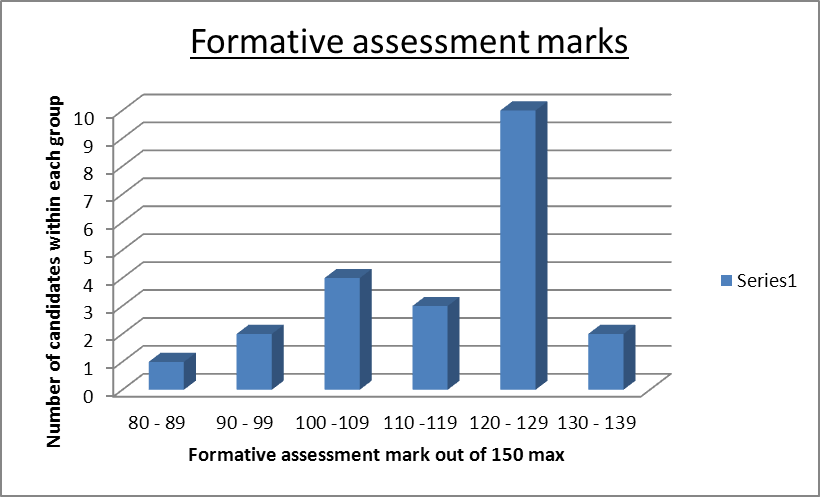 Formative assessment marks
Number of candidates within each group
10
9
8
7
6
5
4
3
2
1
0
80 - 89 90 - 99 100 -109 110 -119 120 - 129 130 - 139
Formative assessment mark out of 150 max
Series1